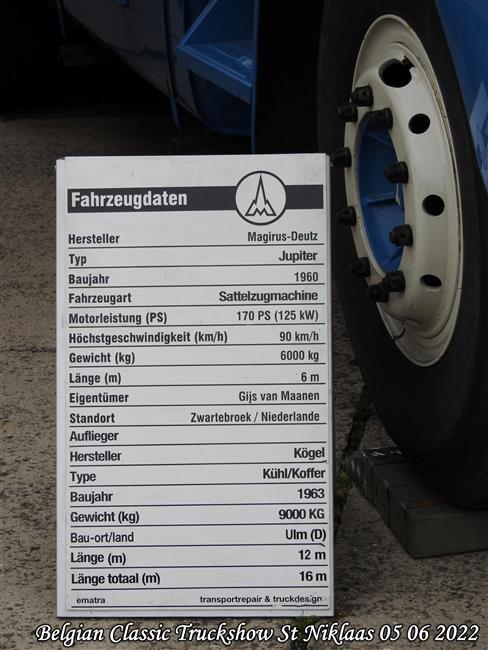 Fahrzeugdaten
Hersteller Magirus-Deutz
Typ Jupiter
Baujahr 1960
Fahrzeugart Sattelzugmachine
Motorleistung (PS) 170 PS (125 kW)
Höchstgeschwindigkeit (km/h) 90 km/h
Gewicht (kg) 6000 kg
Länge (m) 6 m
Eigentümer Gijs van Maanen
Standort Zwartebroek / Niederlande
Auflieger
Hersteller Kögel
Type Kühl/Koffer
Baujahr 1963
Gewicht (kg) 9000 KG
Bau-ort/land Ulm (D)
Länge (m) 12 m
Länge totaal (m) 16 m
ematra transportrepair & truckdesign
Belgian Classic Truckshow St Niklaas 05 06 2022